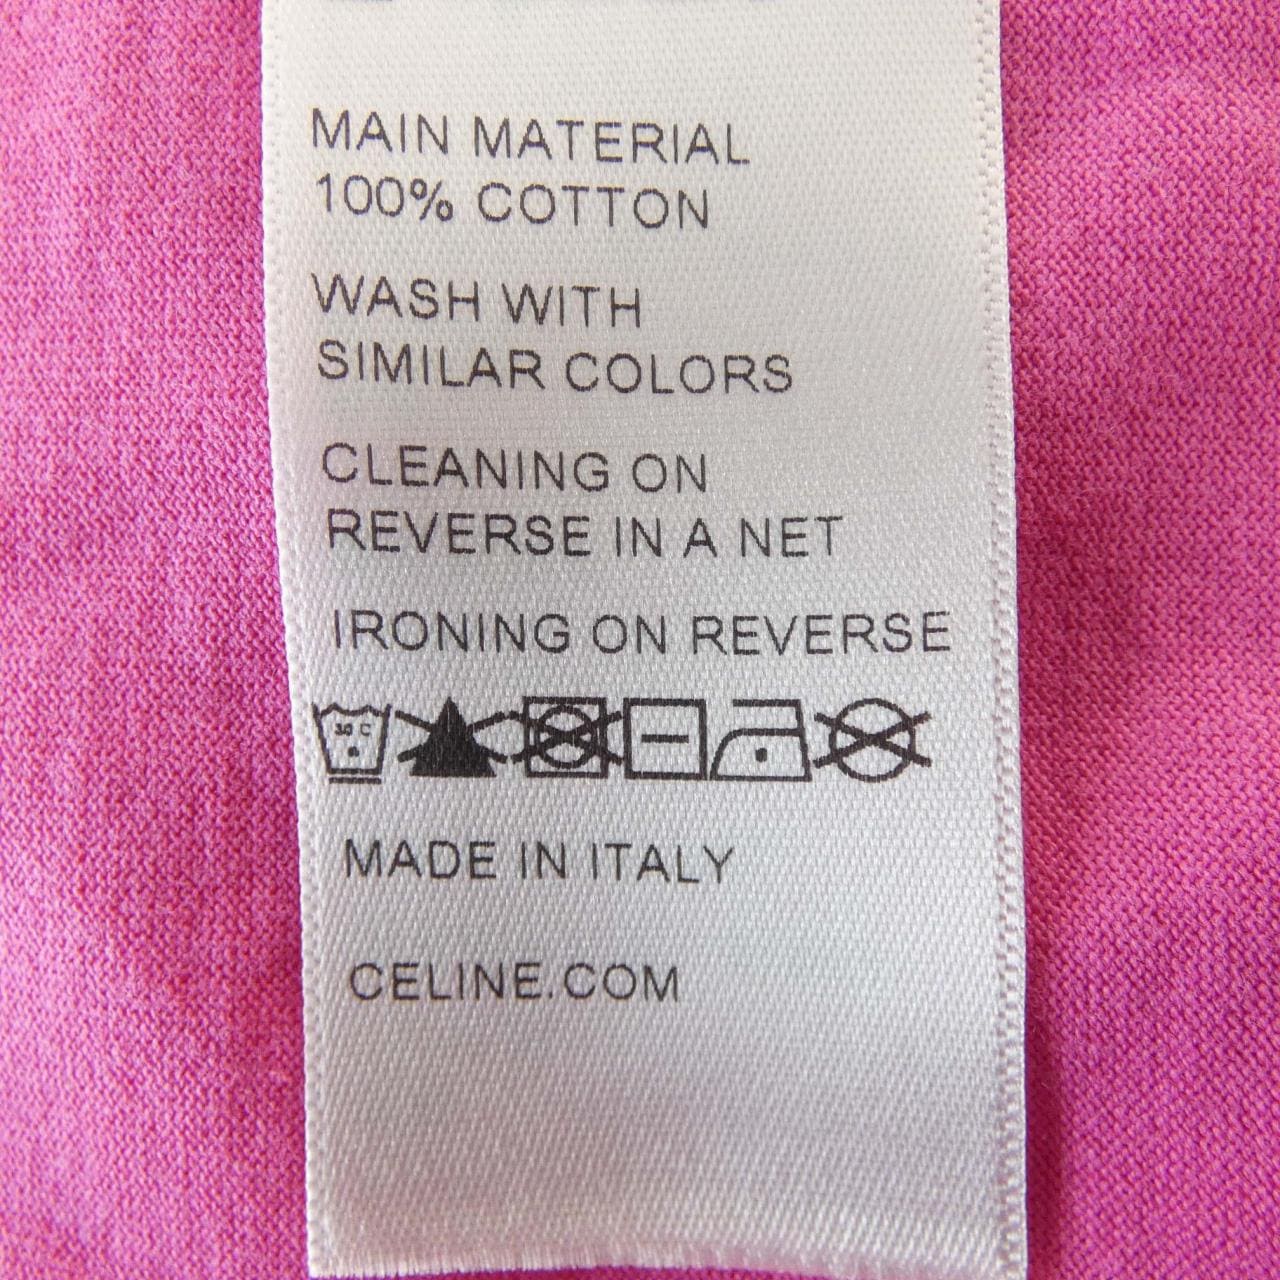 MAIN MATERIAL
100% COTTON
WASH WITH
SIMILAR COLORS
CLEANING ON
REVERSE IN A NET
IRONING ON REVERSE
30 C
MADE IN ITALY
CELINE.COM